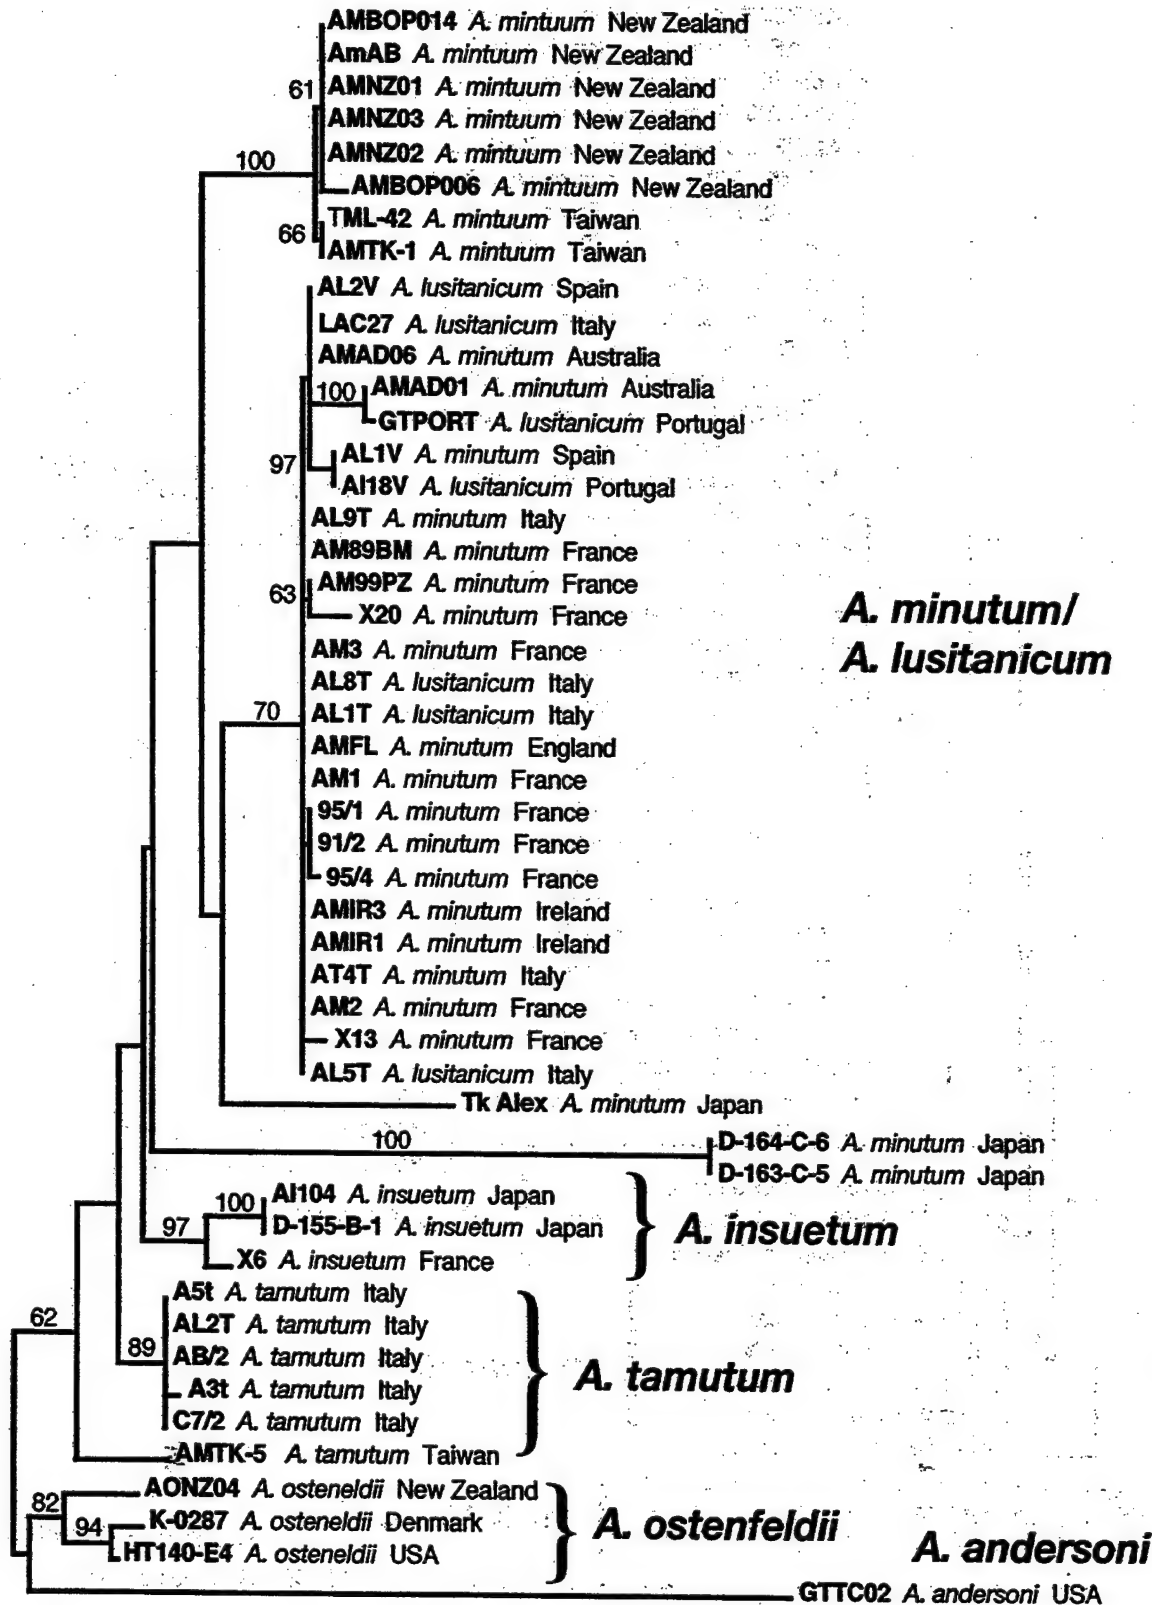 AMBOP014 A. mintuum New Zealand
AmAB A. mintuum New Zealand
61
AMNZ01 A. mintuum New Zealand
AMNZ03 A. mintuum New Zealand
AMNZ02 A. mintuum New Zealand
100
AMBOP006 A. mintuum New Zealand
TML-42 A. mintuum Taiwan
66
AMTK-1 A. mintuum Taiwan
AL2V A. lusitanicum Spain
LAC27 A. lusitanicum Italy
AMAD06 A. minutum Australia
100 AMAD01 A. minutum Australia
GTPORT A. lusitanicum Portugal
AL1V A. minutum Spain
97
AI18V A. lusitanicum Portugal
AL9T A. minutum Italy
AM89BM A. minutum France
AM99PZ A. minutum France
63
X20 A. minutum France
A. minutum/
A. lusitanicum
AM3 A. minutum France
AL8T A. lusitanicum Italy
70
AL1T A. lusitanicum Italy
AMFL A. minutum England
AM1 A. minutum France
95/1 A. minutum France
91/2 A. minutum France
95/4 A. minutum France
AMIR3 A. minutum Ireland
AMIR1 A. minutum Ireland
AT4T A. minutum Italy
AM2 A. minutum France
X13 A. minutum France
AL5T A. lusitanicum Italy
Tk Alex A. minutum Japan
100
D-164-C-6 A. minutum Japan
D-163-C-5 A. minutum Japan
100 AI104 A. insuetum Japan
97 D-155-B-1 A. insuetum Japan
X6 A. insuetum France
A. insuetum
A5t A. tamutum Italy
62
AL2T A. tamutum Italy
89 AB/2 A. tamutum Italy
A3t A. tamutum Italy
C7/2 A. tamutum Italy
AMTK-5 A. tamutum Taiwan
A. tamutum
AONZ04 A. osteneldii New Zealand
82
94 K-0287 A. osteneldii Denmark
HT140-E4 A. osteneldii USA
A. ostenfeldii
A. andersoni
GTTC02 A. andersoni USA